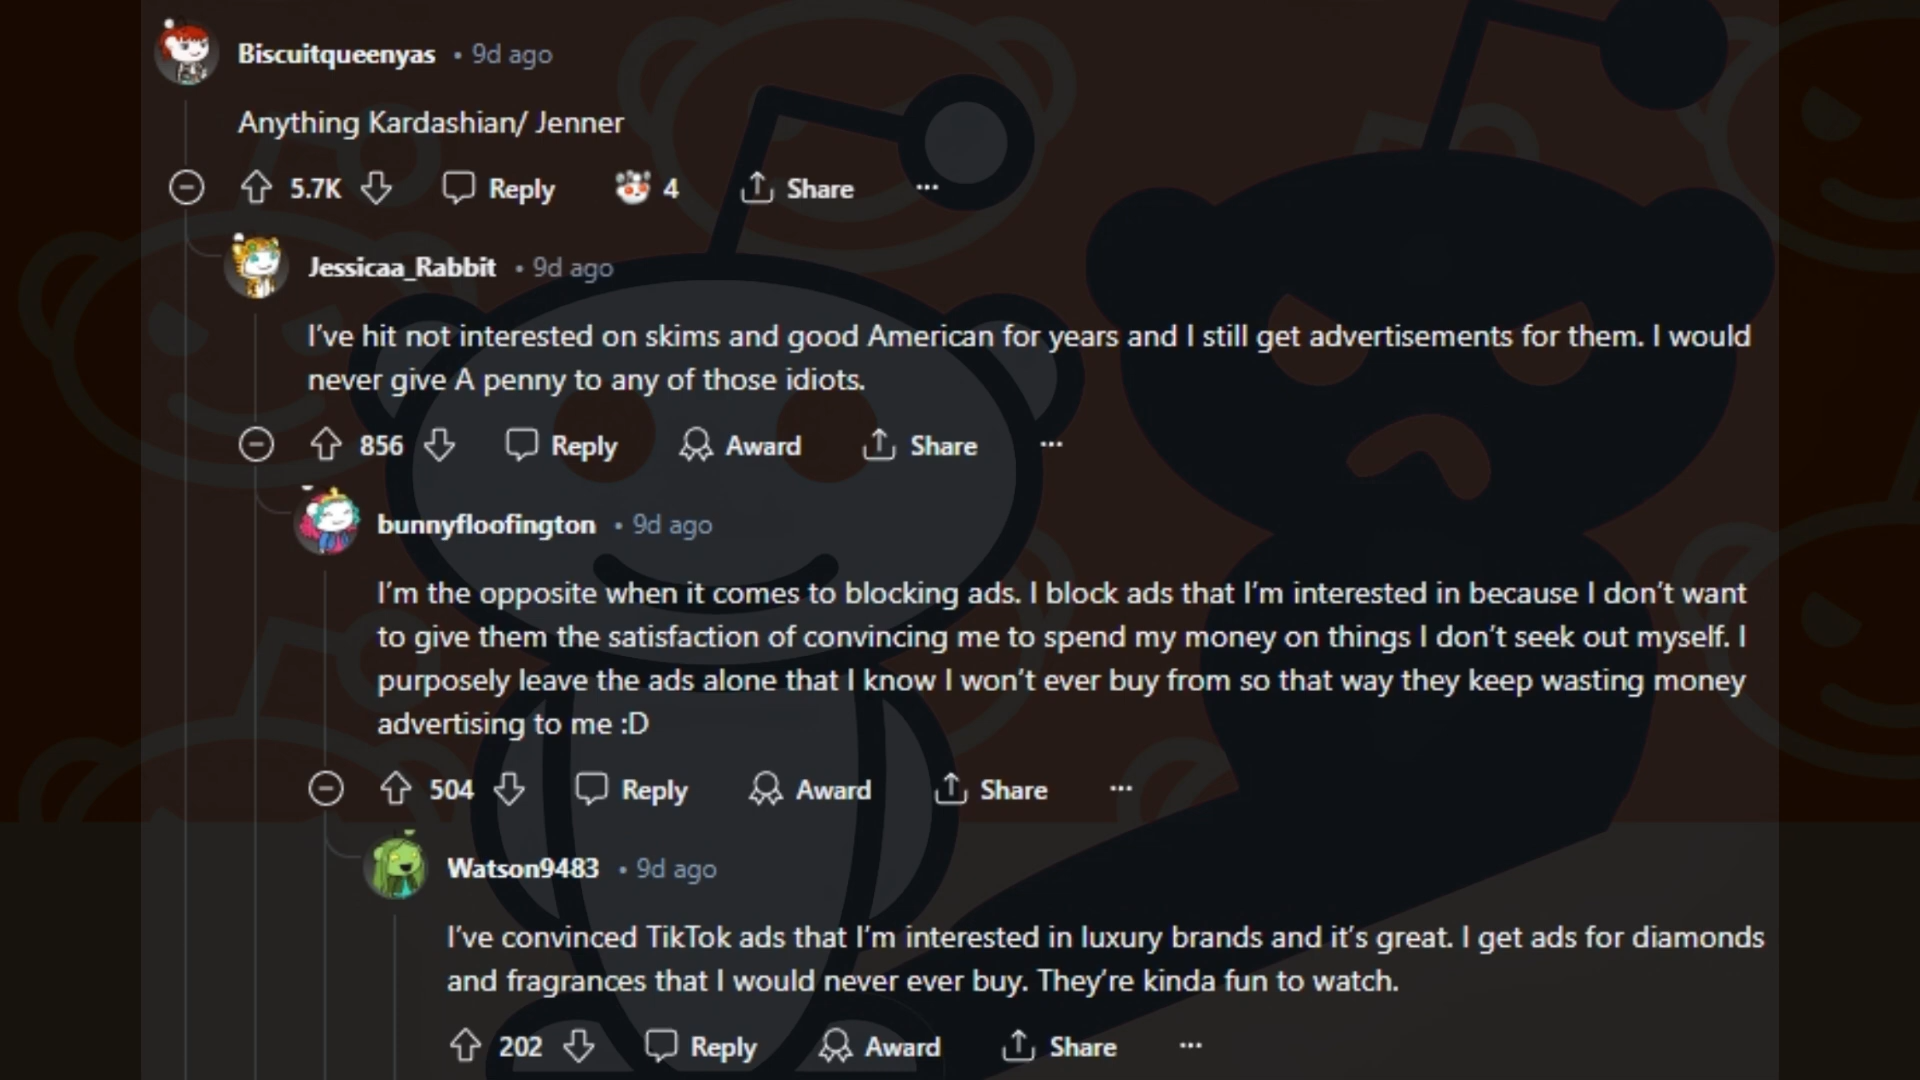 Biscuitqueenyas • 9d ago
Anything Kardashian/ Jenner
5.7K Reply 4 Share ···
Jessicaa_Rabbit • 9d ago
I’ve hit not interested on skims and good American for years and I still get advertisements for them. I would
never give A penny to any of those idiots.
856 Reply Award Share ···
bunnyfloofington • 9d ago
I’m the opposite when it comes to blocking ads. I block ads that I’m interested in because I don’t want
to give them the satisfaction of convincing me to spend my money on things I don’t seek out myself. I
purposely leave the ads alone that I know I won’t ever buy from so that way they keep wasting money
advertising to me :D
504 Reply Award Share ···
Watson9483 • 9d ago
I’ve convinced TikTok ads that I’m interested in luxury brands and it’s great. I get ads for diamonds
and fragrances that I would never ever buy. They’re kinda fun to watch.
202 Reply Award Share ···